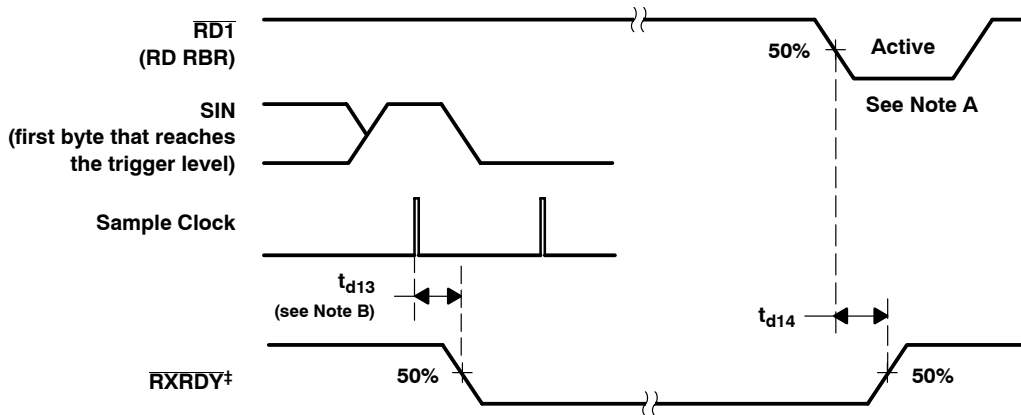 RD1
(RD RBR)
50%
Active
See Note A
SIN
(first byte that reaches
the trigger level)
Sample Clock
td13
(see Note B)
td14
RXRDY‡
50%
50%